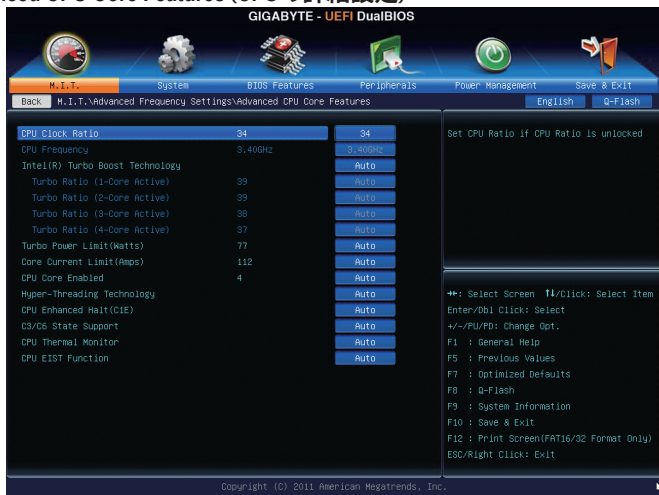 GIGABYTE - UEFI DualBIOS
M.I.T.
System
BIOS Features
Peripherals
Power Management
Save & Exit
Back M.I.T.\Advanced Frequency Settings\Advanced CPU Core Features
English
Q-Flash
CPU Clock Ratio 34 34
CPU Frequency 3.40GHz 3.40GHz
Intel(R) Turbo Boost Technology Auto
Turbo Ratio (1-Core Active) 39 Auto
Turbo Ratio (2-Core Active) 39 Auto
Turbo Ratio (3-Core Active) 38 Auto
Turbo Ratio (4-Core Active) 37 Auto
Turbo Power Limit(Watts) 77 Auto
Core Current Limit(Amps) 112 Auto
CPU Core Enabled 4 Auto
Hyper-Threading Technology Auto
CPU Enhanced Halt(C1E) Auto
C3/C6 State Support Auto
CPU Thermal Monitor Auto
CPU EIST Function Auto
Set CPU Ratio if CPU Ratio is unlocked
→←: Select Screen ↑↓/Click: Select Item
Enter/Dbl Click: Select
+/-/PU/PD: Change Opt.
F1 : General Help
F5 : Previous Values
F7 : Optimized Defaults
F8 : Q-Flash
F9 : System Information
F10 : Save & Exit
F12 : Print Screen(FAT16/32 Format Only)
ESC/Right Click: Exit
Copyright (C) 2011 American Megatrends, Inc.